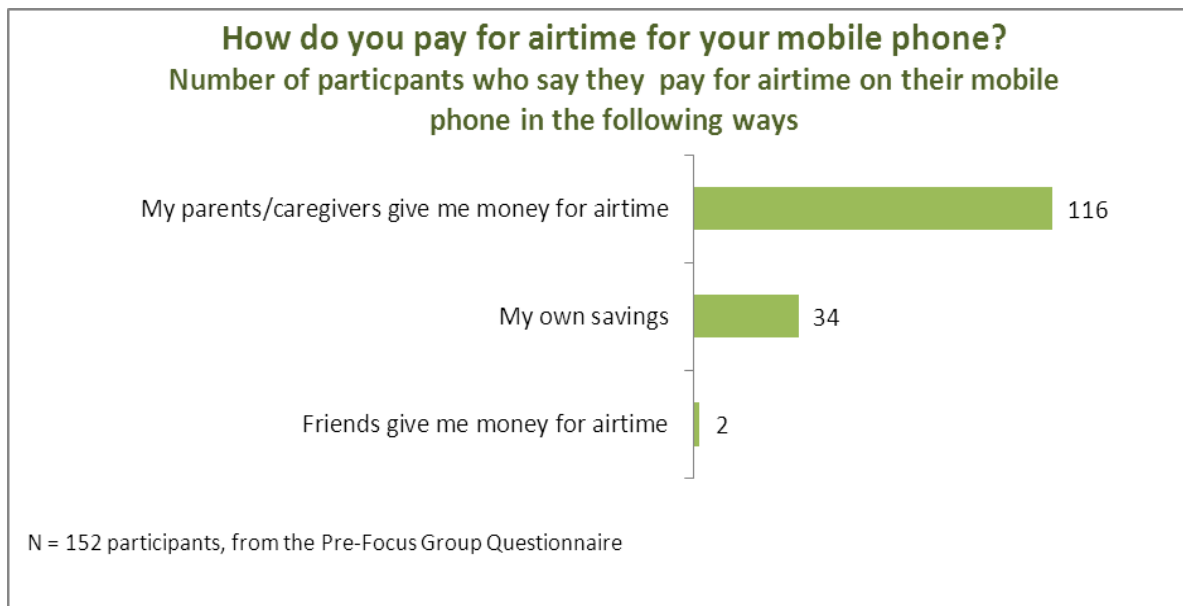 How do you pay for airtime for your mobile phone?
Number of particpants who say they  pay for airtime on their mobile
phone in the following ways
My parents/caregivers give me money for airtime
116
My own savings
34
Friends give me money for airtime
2
N = 152 participants, from the Pre-Focus Group Questionnaire